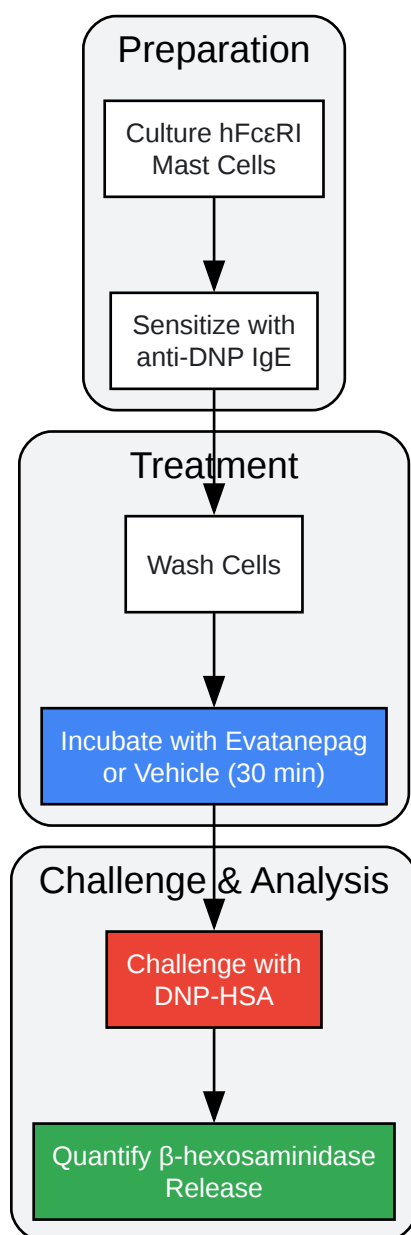 Preparation
Culture hFcεRI
Mast Cells
Sensitize with
anti-DNP IgE
Treatment
Wash Cells
Incubate with Evatanepag
or Vehicle (30 min)
Challenge & Analysis
Challenge with
DNP-HSA
Quantify β-hexosaminidase
Release